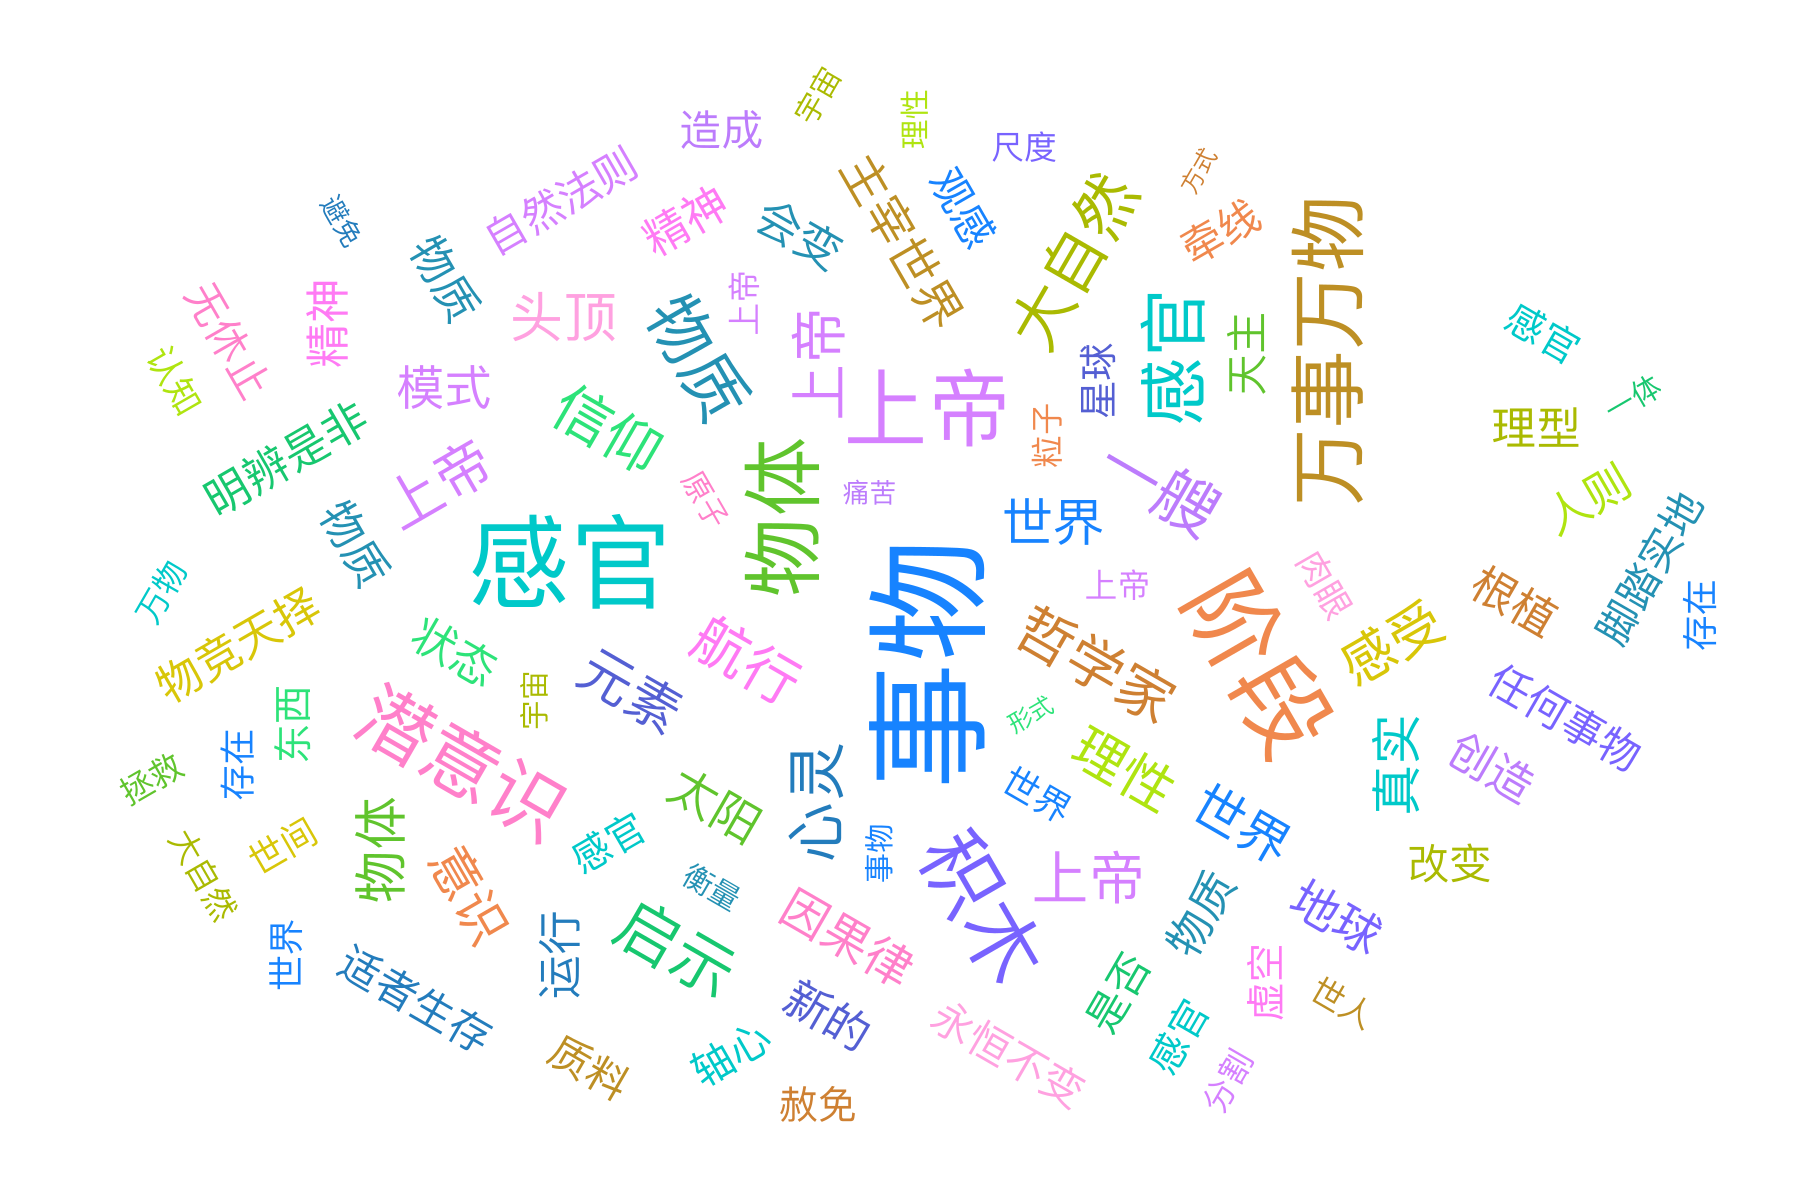 宇宙
理性
造成
尺度
方式
自然法则
精神
会变
主宰世界
观感
大自然
牵线
万事万物
避免
物质
头顶
物质
上帝
上帝
上帝
星球
感官
天主
感官
无休止
精神
认知
模式
信仰
粒子
一体
理型
明辨是非
上帝
物质
原子
物体
痛苦
一艘
世界
人则
脚踏实地
万物
物竞天择
感官
事物
上帝
阶段
肉眼
感受
根植
存在
状态
宇宙
元素
航行
哲学家
形式
任何事物
东西
存在
拯救
潜意识
太阳
心灵
世界
理性
世界
真实
创造
大自然
世间
物体
意识
感官
衡量
事物
积木
上帝
改变
世界
适者生存
运行
启示
因果律
物质
地球
新的
是否
虚空
世人
质料
轴心
永恒不变
感官
分割
赦免